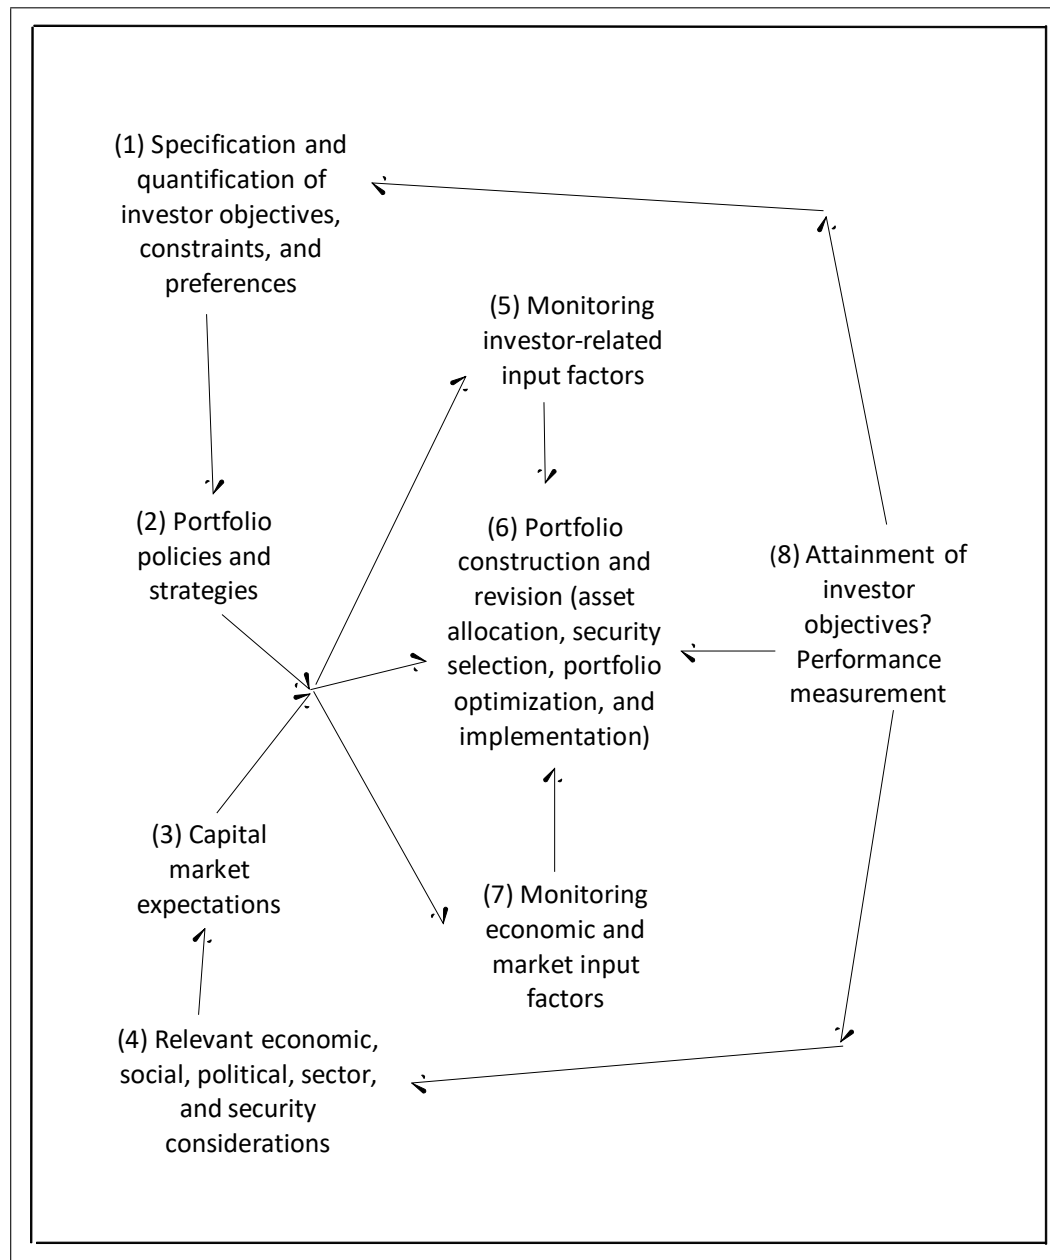 (1) Specification and
quantification of
investor objectives,
constraints, and
preferences
(2) Portfolio
policies and
strategies
(3) Capital
market
expectations
(4) Relevant economic,
social, political, sector,
and security
considerations
(5) Monitoring
investor-related
input factors
(6) Portfolio
construction and
revision (asset
allocation, security
selection, portfolio
optimization, and
implementation)
(7) Monitoring
economic and
market input
factors
(8) Attainment of
investor
objectives?
Performance
measurement